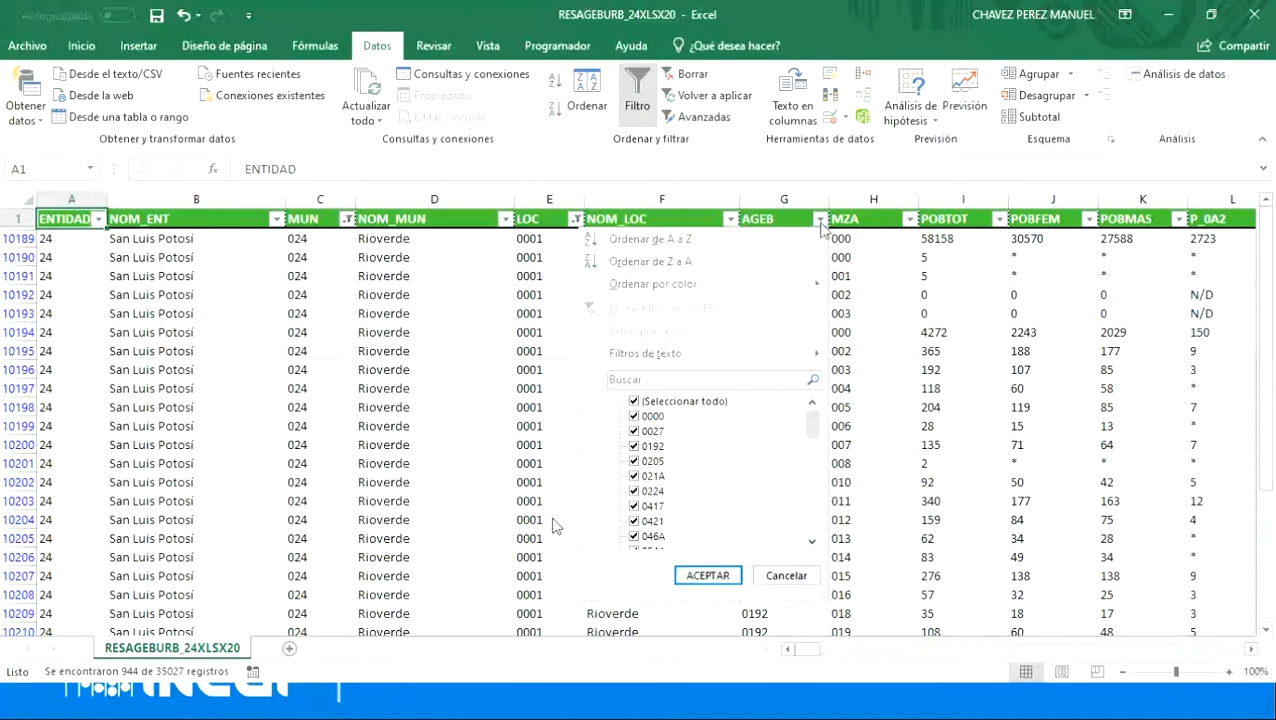 RESAGEBURB_24XLSX20 - Excel CHAVEZ PEREZ MANUEL
Archivo Inicio Insertar Diseño de página Fórmulas Datos Revisar Vista Programador Ayuda ¿Qué desea hacer? Compartir
Obtener datos Desde el texto/CSV Fuentes recientes Actualizar todo Consultas y conexiones Ordenar Filtro Borrar Texto en columnas Análisis de hipótesis Previsión Agrupar Análisis de datos
Desde la web Conexiones existentes Propiedades Volver a aplicar Desagrupar
Desde una tabla o rango Editar vínculos Avanzadas Subtotal
Obtener y transformar datos Consultas y conexiones Ordenar y filtrar Herramientas de datos Previsión Esquema Análisis
A1 fx ENTIDAD
A B C D E F G H I J K L
1 ENTIDAD NOM_ENT MUN NOM_MUN LOC NOM_LOC AGEB MZA POBTOT POBFEM POBMAS P_0A2
10189 24 San Luis Potosí 024 Rioverde 0001 Ordenar de A a Z 000 58158 30570 27588 2723
10190 24 San Luis Potosí 024 Rioverde 0001 Ordenar de Z a A 000 5 * * *
10191 24 San Luis Potosí 024 Rioverde 0001 Ordenar por color 001 5 * * *
10192 24 San Luis Potosí 024 Rioverde 0001 002 0 0 0 N/D
10193 24 San Luis Potosí 024 Rioverde 0001 003 0 0 0 N/D
10194 24 San Luis Potosí 024 Rioverde 0001 000 4272 2243 2029 150
10195 24 San Luis Potosí 024 Rioverde 0001 Filtros de texto 002 365 188 177 9
10196 24 San Luis Potosí 024 Rioverde 0001 Buscar 003 192 107 85 3
10197 24 San Luis Potosí 024 Rioverde 0001 (Seleccionar todo) 004 118 60 58 *
10198 24 San Luis Potosí 024 Rioverde 0001 0000 005 204 119 85 7
10199 24 San Luis Potosí 024 Rioverde 0001 0027 006 28 15 13 *
10200 24 San Luis Potosí 024 Rioverde 0001 0192 007 135 71 64 7
10201 24 San Luis Potosí 024 Rioverde 0001 0205 008 2 * * *
10202 24 San Luis Potosí 024 Rioverde 0001 021A 010 92 50 42 5
10203 24 San Luis Potosí 024 Rioverde 0001 0224 011 340 177 163 12
0417
10204 24 San Luis Potosí 024 Rioverde 0001 0421 012 159 84 75 4
10205 24 San Luis Potosí 024 Rioverde 0001 046A 013 62 34 28 *
10206 24 San Luis Potosí 024 Rioverde 0001 014 83 49 34 *
10207 24 San Luis Potosí 024 Rioverde 0001 ACEPTAR Cancelar 015 276 138 138 9
10208 24 San Luis Potosí 024 Rioverde 0001 016 57 32 25 3
10209 24 San Luis Potosí 024 Rioverde 0001 Rioverde 0192 018 35 18 17 3
10210 24 San Luis Potosí 024 Rioverde 0001 Rioverde 0192 019 108 60 48 5
RESAGEBURB_24XLSX20
Listo Se encontraron 944 de 35027 registros 100%